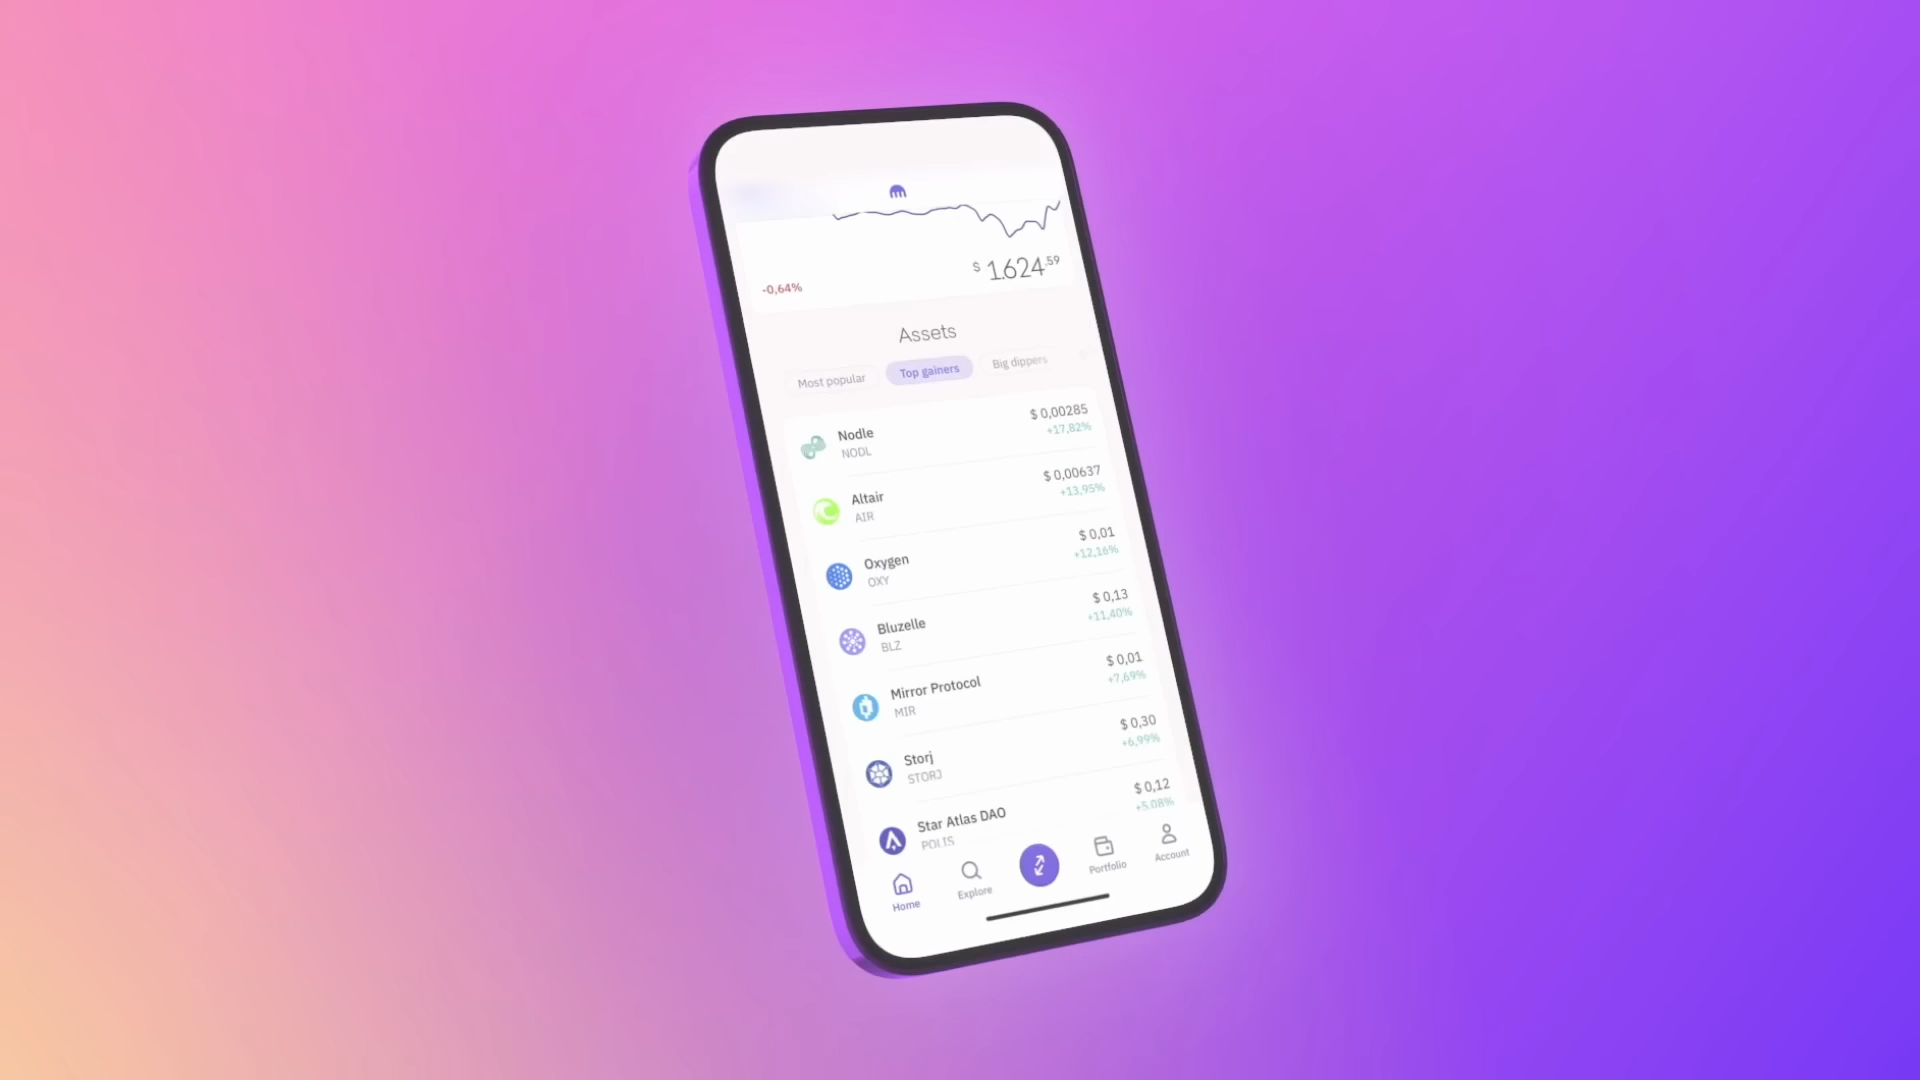 -0,64%
$ 1.624.59
Assets
Most popular
Top gainers
Big dippers
Nodle
$ 0,00285
NODL
+17,82%
Altair
$ 0,00637
AIR
+13,95%
Oxygen
$ 0,01
OXY
+12,16%
Bluzelle
$ 0,13
BLZ
+11,40%
Mirror Protocol
$ 0,01
MIR
+7,69%
Storj
$ 0,30
STORJ
+6,99%
Star Atlas DAO
$ 0,12
POLIS
+5,08%
Home
Explore
Portfolio
Account